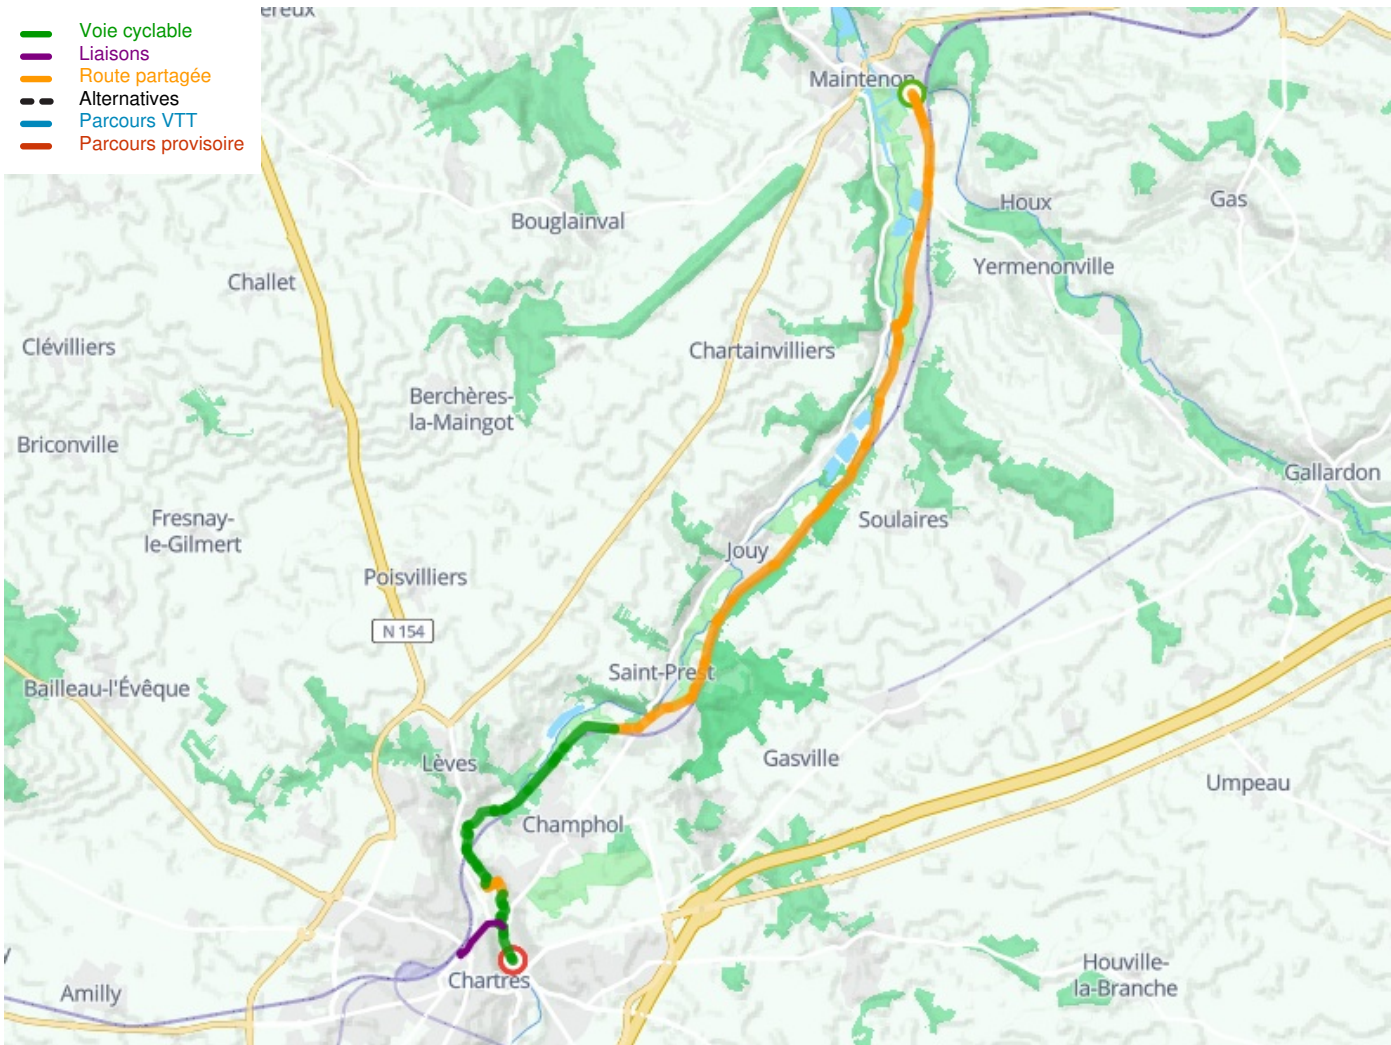 Voie cyclable
Liaisons
Route partagée
Alternatives
Parcours VTT
Parcours provisoire
Maintenon
Houx
Gas
Bouglainval
Yermenonville
Challet
Clévilliers
Chartainvilliers
Berchères-
la-Maingot
Briconville
Gallardon
Fresnay-
le-Gilmert
Soulaires
Jouy
Poisvilliers
N 154
Saint-Prest
Bailleau-l'Évêque
Gasville
Lèves
Umpeau
Champhol
Houville-
la-Branche
Chartres
Amilly